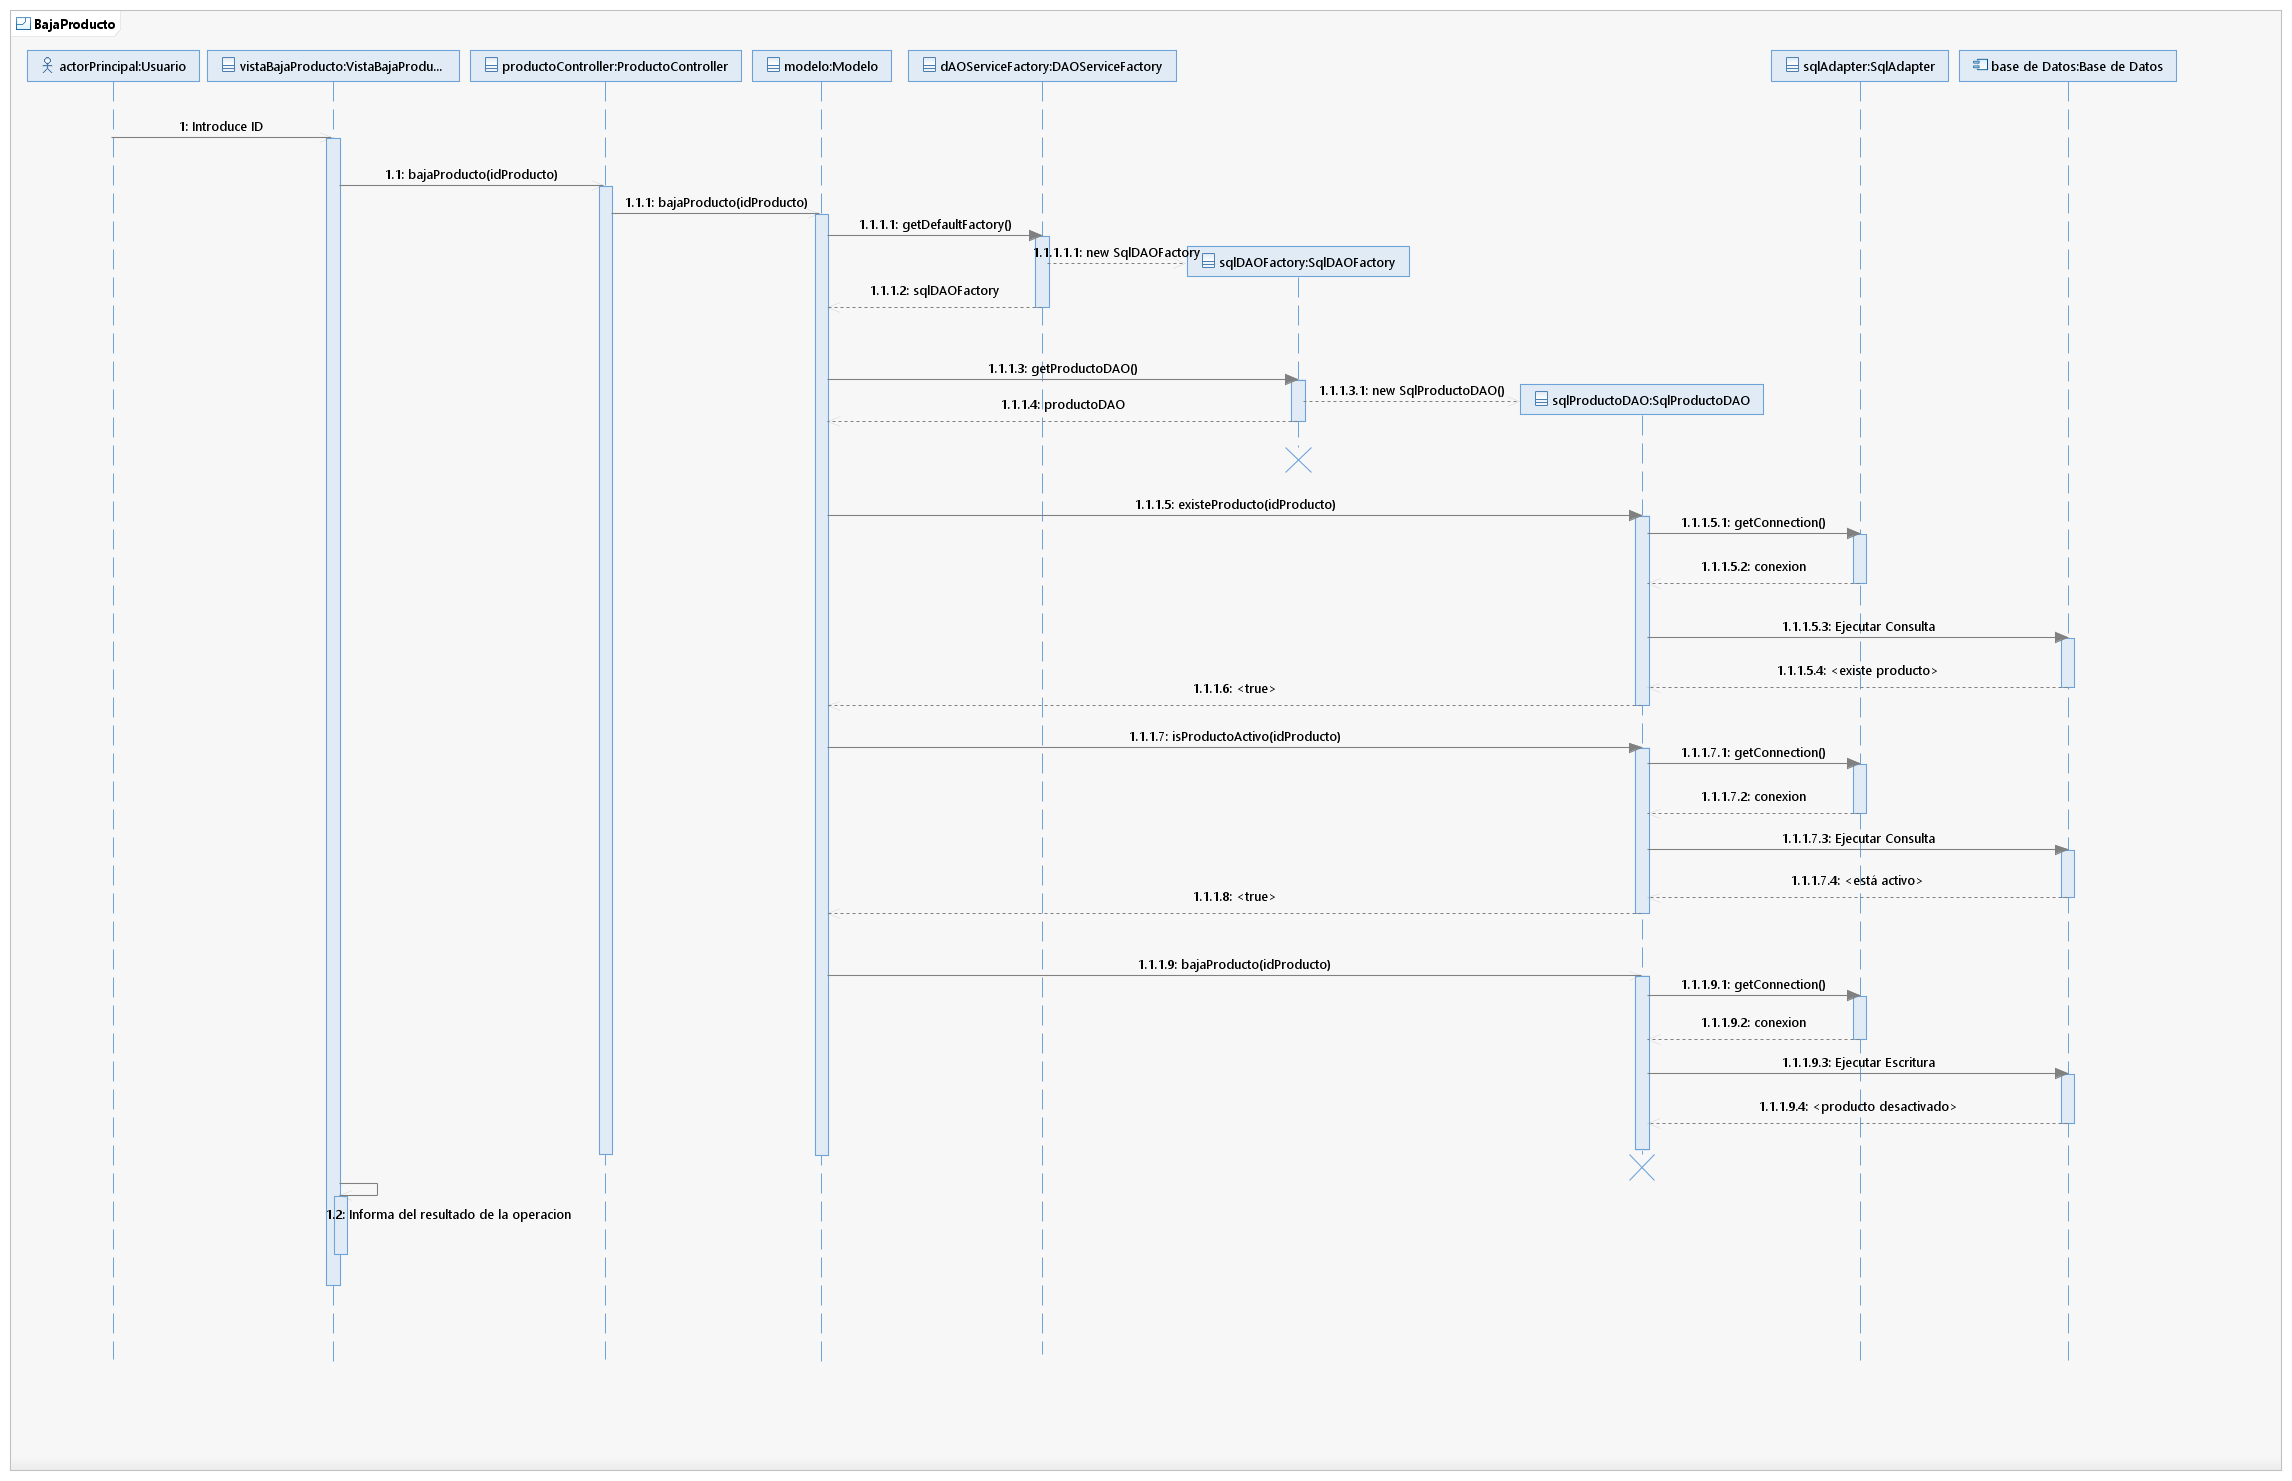 BajaProducto
actorPrincipal:Usuario
vistaBajaProducto:VistaBajaProdu...
productoController:ProductoController
modelo:Modelo
dAOServiceFactory:DAOServiceFactory
sqlAdapter:SqlAdapter
base de Datos:Base de Datos
1: Introduce ID
1.1: bajaProducto(idProducto)
1.1.1: bajaProducto(idProducto)
1.1.1.1: getDefaultFactory()
1.1.1.1.1: new SqlDAOFactory
sqlDAOFactory:SqlDAOFactory
1.1.1.2: sqlDAOFactory
1.1.1.3: getProductoDAO()
1.1.1.3.1: new SqlProductoDAO()
sqlProductoDAO:SqlProductoDAO
1.1.1.4: productoDAO
1.1.1.5: existeProducto(idProducto)
1.1.1.5.1: getConnection()
1.1.1.5.2: conexion
1.1.1.5.3: Ejecutar Consulta
1.1.1.5.4: <existe producto>
1.1.1.6: <true>
1.1.1.7: isProductoActivo(idProducto)
1.1.1.7.1: getConnection()
1.1.1.7.2: conexion
1.1.1.7.3: Ejecutar Consulta
1.1.1.7.4: <está activo>
1.1.1.8: <true>
1.1.1.9: bajaProducto(idProducto)
1.1.1.9.1: getConnection()
1.1.1.9.2: conexion
1.1.1.9.3: Ejecutar Escritura
1.1.1.9.4: <producto desactivado>
1.2: Informa del resultado de la operacion